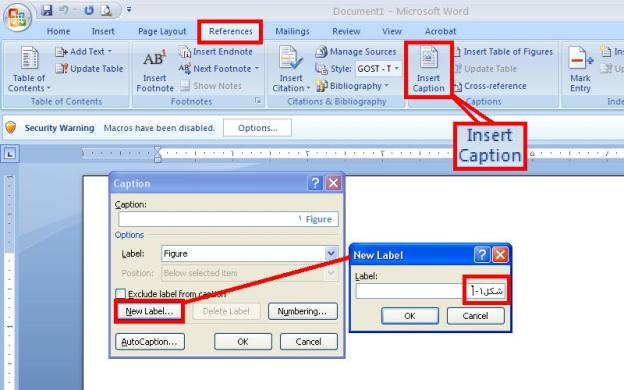 Document1 - Microsoft Word
Home Insert Page Layout References Mailings Review View Acrobat
Table of Contents
Add Text
Update Table
Table of Contents
AB¹ Insert Footnote
Insert Endnote
AB¹ Next Footnote
Show Notes
Footnotes
Insert Citation
Manage Sources
Style: GOST - T
Bibliography
Citations & Bibliography
Insert Caption
Insert Table of Figures
Update Table
Cross-reference
Captions
Mark Entry
Security Warning Macros have been disabled. Options...
Insert
Caption
Caption
Caption:
۱ Figure
Options
Label: Figure
Position: Below selected item
Exclude label from caption
New Label... Delete Label Numbering...
AutoCaption... OK Cancel
New Label
Label:
شکل۱-
OK Cancel